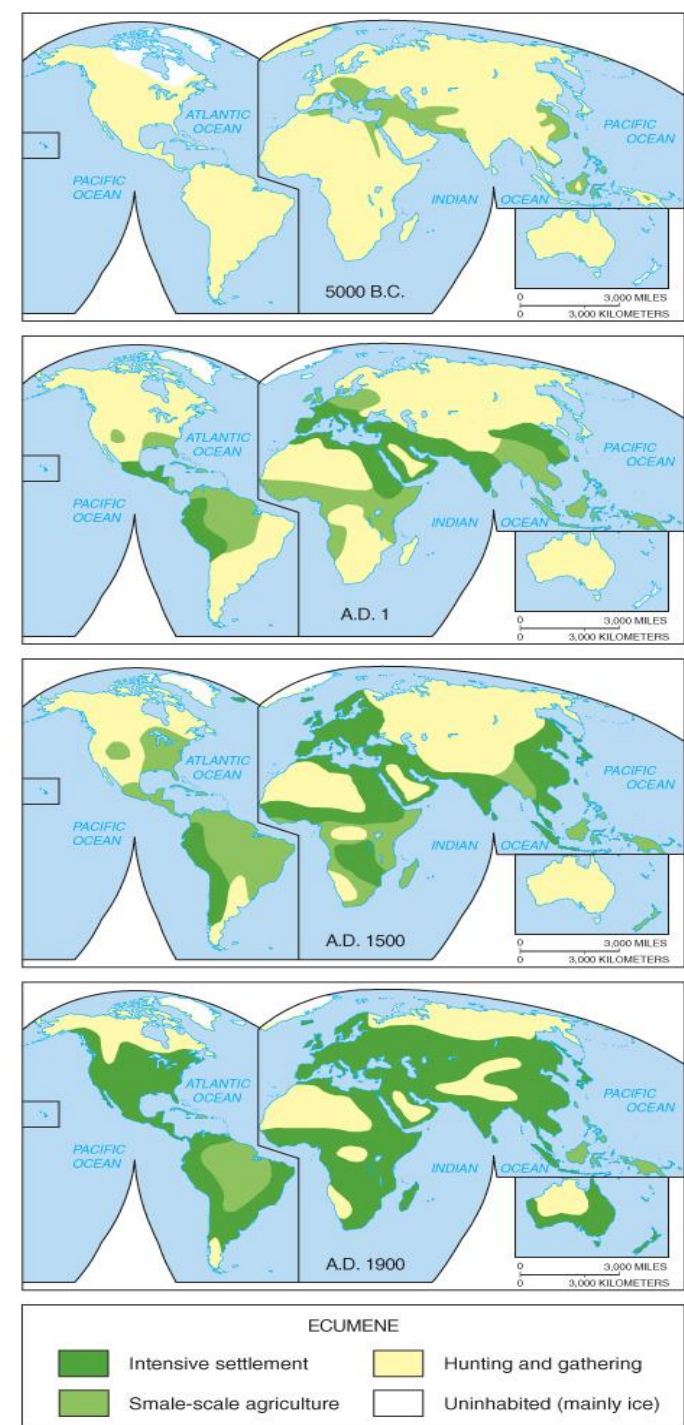 ATLANTIC
OCEAN
PACIFIC
OCEAN
PACIFIC
OCEAN
INDIAN
OCEAN
5000 B.C.
0 3,000 MILES
0 3,000 KILOMETERS
ATLANTIC
OCEAN
PACIFIC
OCEAN
PACIFIC
OCEAN
INDIAN
OCEAN
A.D. 1
0 3,000 MILES
0 3,000 KILOMETERS
ATLANTIC
OCEAN
PACIFIC
OCEAN
PACIFIC
OCEAN
INDIAN
OCEAN
A.D. 1500
0 3,000 MILES
0 3,000 KILOMETERS
ATLANTIC
OCEAN
PACIFIC
OCEAN
PACIFIC
OCEAN
INDIAN
OCEAN
A.D. 1900
0 3,000 MILES
0 3,000 KILOMETERS
ECUMENE
Intensive settlement
Hunting and gathering
Smale-scale agriculture
Uninhabited (mainly ice)